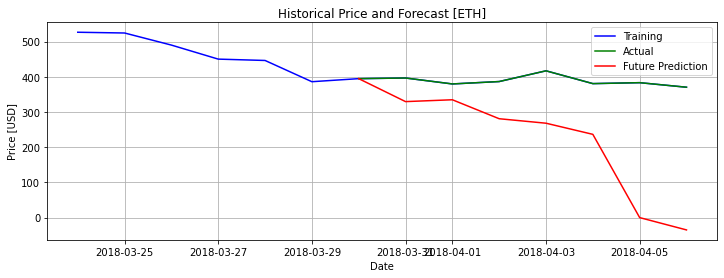 Historical Price and Forecast [ETH]
Training
Actual
Future Prediction
Price [USD]
500
400
300
200
100
0
2018-03-25
2018-03-27
2018-03-29
2018-03-31
2018-04-01
2018-04-03
2018-04-05
Date